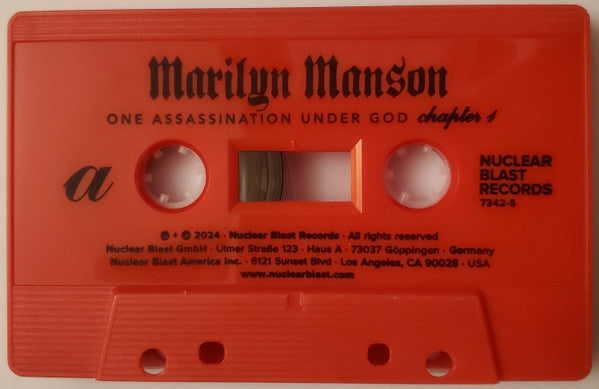 Marilyn Manson
ONE ASSASSINATION UNDER GOD chapter 1
a
NUCLEAR
BLAST
RECORDS
7342-5
℗ + © 2024 · Nuclear Blast Records · All rights reserved
Nuclear Blast GmbH · Ulmer Straße 123 · Haus A · 73037 Göppingen · Germany
Nuclear Blast America Inc. · 6121 Sunset Blvd · Los Angeles, CA 90028 · USA
www.nuclearblast.com